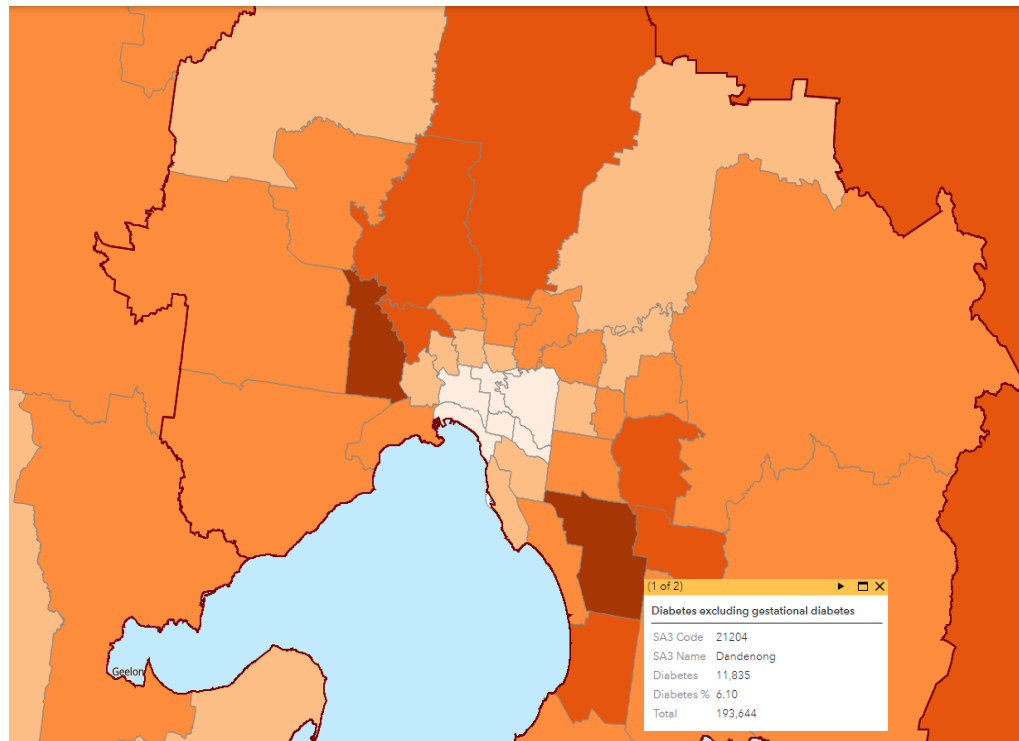 (1 of 2)
Diabetes excluding gestational diabetes
SA3 Code 21204
SA3 Name Dandenong
Diabetes 11,835
Diabetes % 6.10
Total 193,644
Geelon